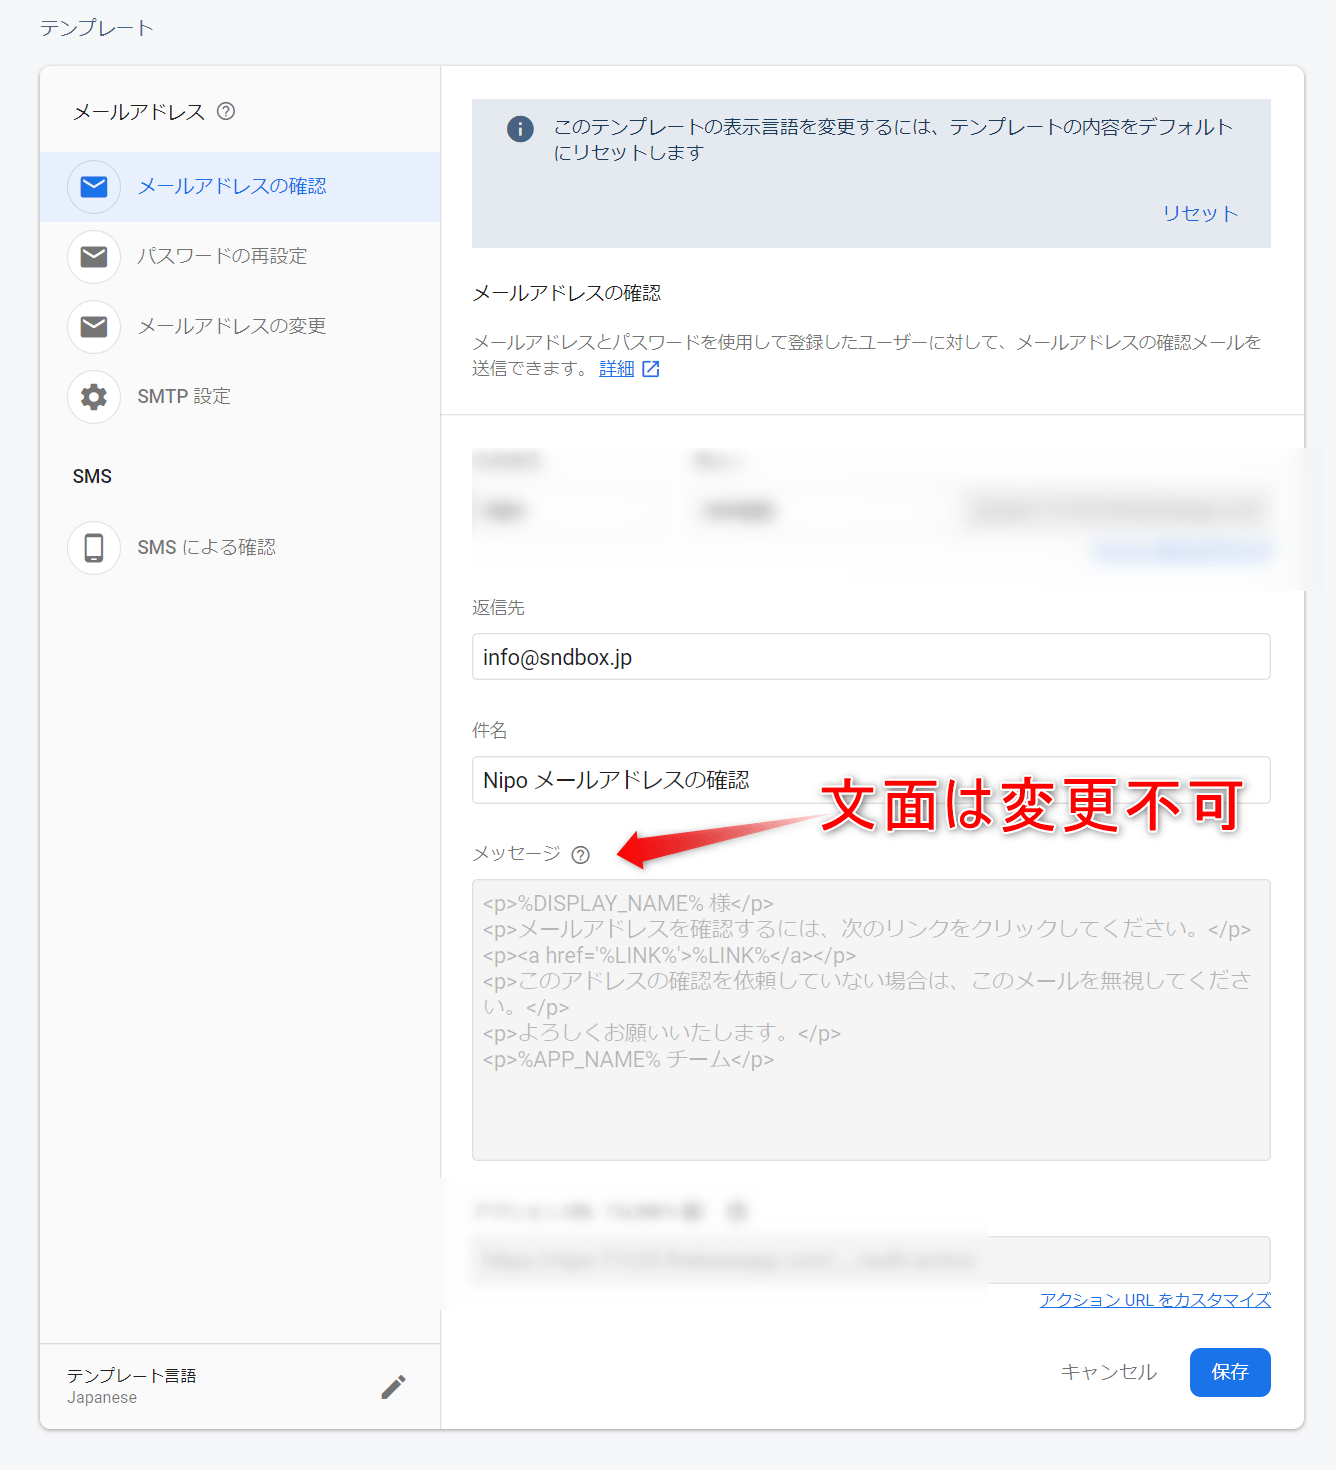 テンプレート
メールアドレス
メールアドレスの確認
パスワードの再設定
メールアドレスの変更
SMTP 設定
SMS
SMS による確認
テンプレート言語
Japanese
このテンプレートの表示言語を変更するには、テンプレートの内容をデフォルト
にリセットします
リセット
メールアドレスの確認
メールアドレスとパスワードを使用して登録したユーザーに対して、メールアドレスの確認メールを
送信できます。 詳細
返信先
info@sndbox.jp
件名
Nipo メールアドレスの確認
文面は変更不可
メッセージ
<p>%DISPLAY_NAME% 様</p>
<p>メールアドレスを確認するには、次のリンクをクリックしてください。</p>
<p><a href='%LINK%'>%LINK%</a></p>
<p>このアドレスの確認を依頼していない場合は、このメールを無視してくださ
い。</p>
<p>よろしくお願いいたします。</p>
<p>%APP_NAME% チーム</p>
アクション URL をカスタマイズ
キャンセル
保存